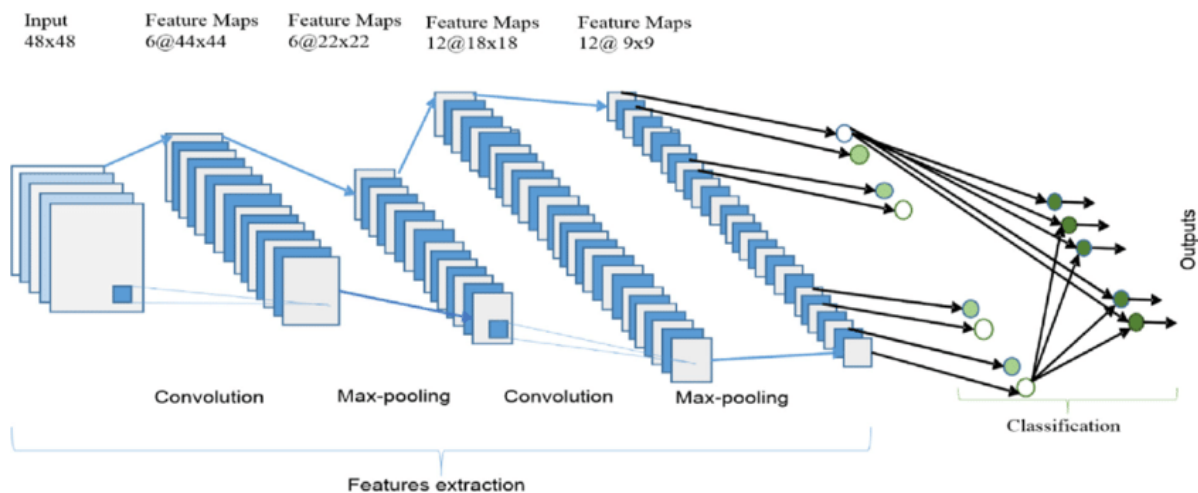 Input
48x48
Feature Maps
6@44x44
Feature Maps
6@22x22
Feature Maps
12@18x18
Feature Maps
12@ 9x9
Outputs
Convolution
Max-pooling
Convolution
Max-pooling
Classification
Features extraction